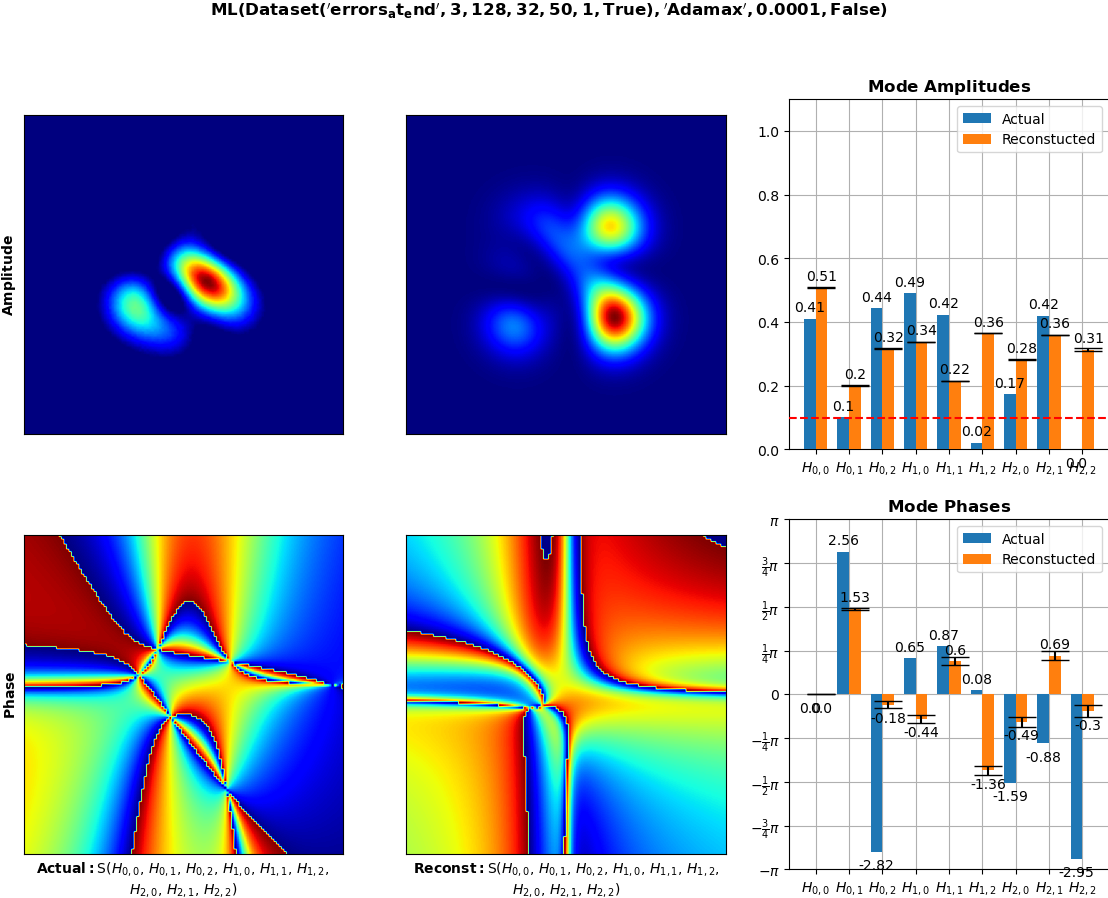 ML(Dataset('errors_at_end', 3, 128, 32, 50, 1, True), 'Adamax', 0.0001, False)
Amplitude
Mode Amplitudes
Actual
Reconstucted
1.0
0.8
0.6
0.4
0.2
0.0
0.41 0.51
0.1 0.2
0.44 0.32
0.49 0.34
0.42 0.22
0.02 0.36
0.17 0.28
0.42 0.36
0.0 0.31
H0,0 H0,1 H0,2 H1,0 H1,1 H1,2 H2,0 H2,1 H2,2
Phase
Actual: S(H0,0, H0,1, H0,2, H1,0, H1,1, H1,2,
H2,0, H2,1, H2,2)
Reconst: S(H0,0, H0,1, H0,2, H1,0, H1,1, H1,2,
H2,0, H2,1, H2,2)
Mode Phases
Actual
Reconstucted
π
3/4π
1/2π
1/4π
0
−1/4π
−1/2π
−3/4π
−π
0.0 0.0
2.56 1.53
-2.82 -0.18
0.65 -0.44
0.87 0.6
0.08 -1.36
-1.59 -0.49
-0.88 0.69
-2.95 -0.3
H0,0 H0,1 H0,2 H1,0 H1,1 H1,2 H2,0 H2,1 H2,2